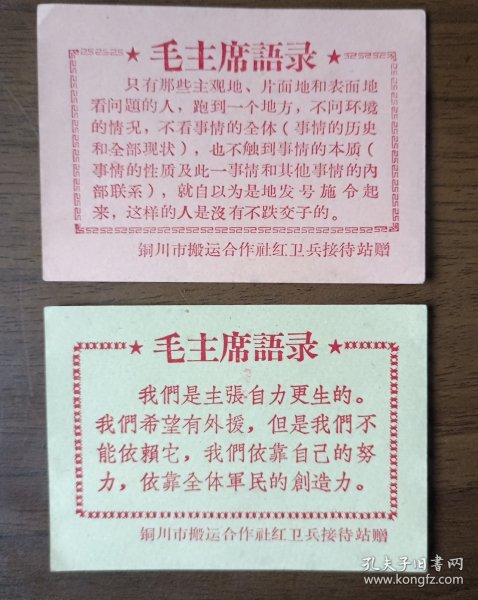 ★ 毛主席語录 ★
只有那些主观地、片面地和表面地
看问題的人，跑到一个地方，不问环境
的情况，不看事情的全体（事情的历史
和全部现状），也不触到事情的本质（
事情的性质及此一事情和其他事情的內
部联系），就自以为是地发号施令起
来，这样的人是沒有不跌交子的。
铜川市搬运合作社红卫兵接待站赠
★ 毛主席語录 ★
我們是主張自力更生的。
我們希望有外援，但是我們不
能依賴它，我們依靠自己的努
力，依靠全体軍民的創造力。
铜川市搬运合作社红卫兵接待站赠
孔夫子旧书网
www.kongfz.com